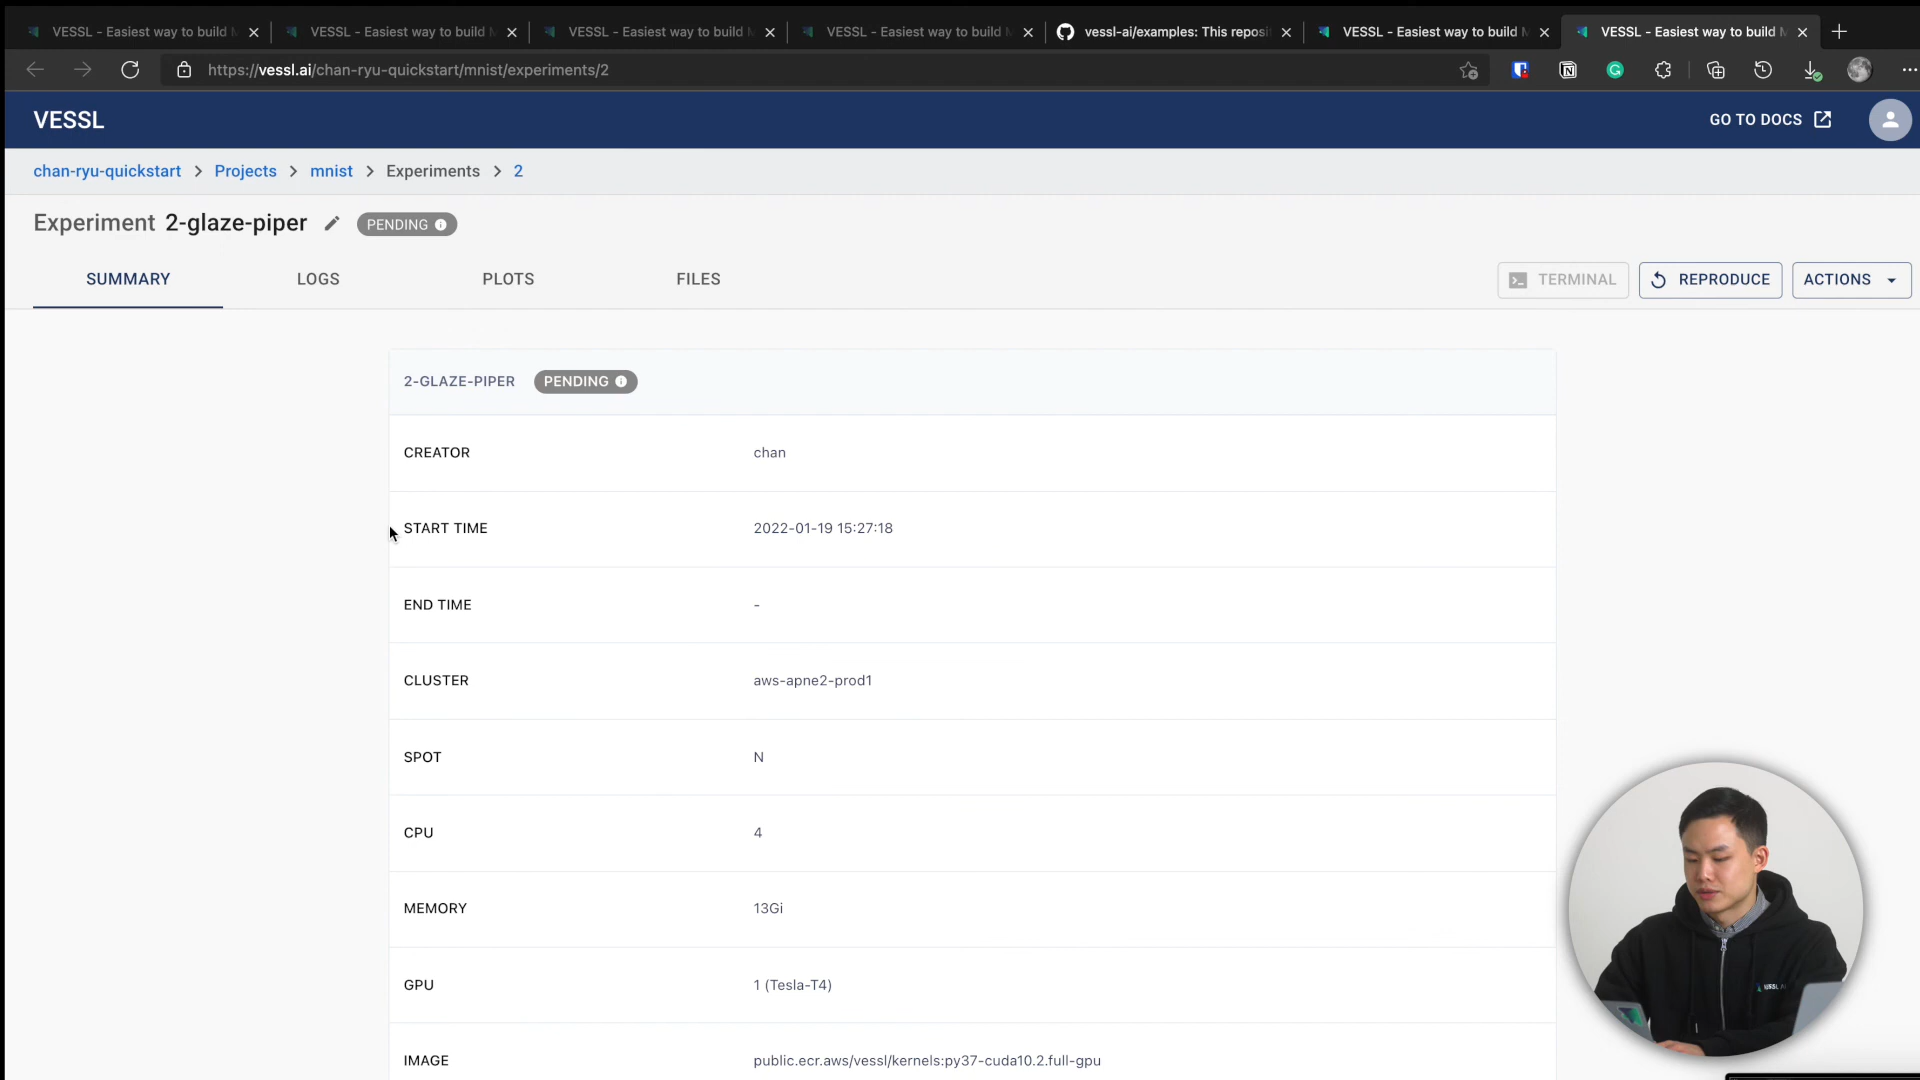 VESSL - Easiest way to build M
VESSL - Easiest way to build M
VESSL - Easiest way to build M
VESSL - Easiest way to build M
vessl-ai/examples: This reposi
VESSL - Easiest way to build M
VESSL - Easiest way to build M
https://vessl.ai/chan-ryu-quickstart/mnist/experiments/2
VESSL
GO TO DOCS
chan-ryu-quickstart > Projects > mnist > Experiments > 2
Experiment 2-glaze-piper PENDING
SUMMARY
LOGS
PLOTS
FILES
TERMINAL
REPRODUCE
ACTIONS
2-GLAZE-PIPER PENDING
CREATOR chan
START TIME 2022-01-19 15:27:18
END TIME -
CLUSTER aws-apne2-prod1
SPOT N
CPU 4
MEMORY 13Gi
GPU 1 (Tesla-T4)
IMAGE public.ecr.aws/vessl/kernels:py37-cuda10.2.full-gpu
VESSL AI